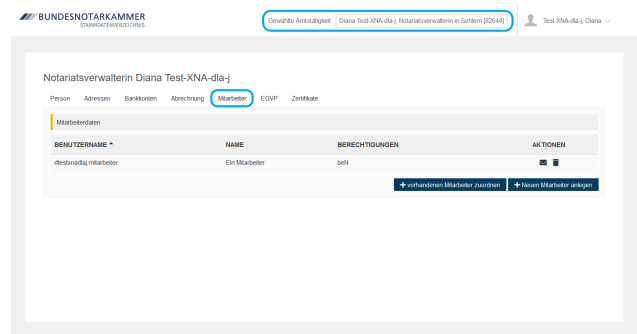 BUNDESNOTARKAMMER
STAMMDATENVERZEICHNIS
Gewählte Amtstätigkeit Diana Test-XNA-dla-j, Notariatsverwalterin in Sehlem [82644]
Test-XNA-dla-j, Diana
Notariatsverwalterin Diana Test-XNA-dla-j
Person Adressen Bankkonten Abrechnung Mitarbeiter EGVP Zertifikate
Mitarbeiterdaten
BENUTZERNAME NAME BERECHTIGUNGEN AKTIONEN
dtestxnadlaj.mitarbeiter Ein Mitarbeiter beN
+ vorhandenen Mitarbeiter zuordnen + Neuen Mitarbeiter anlegen